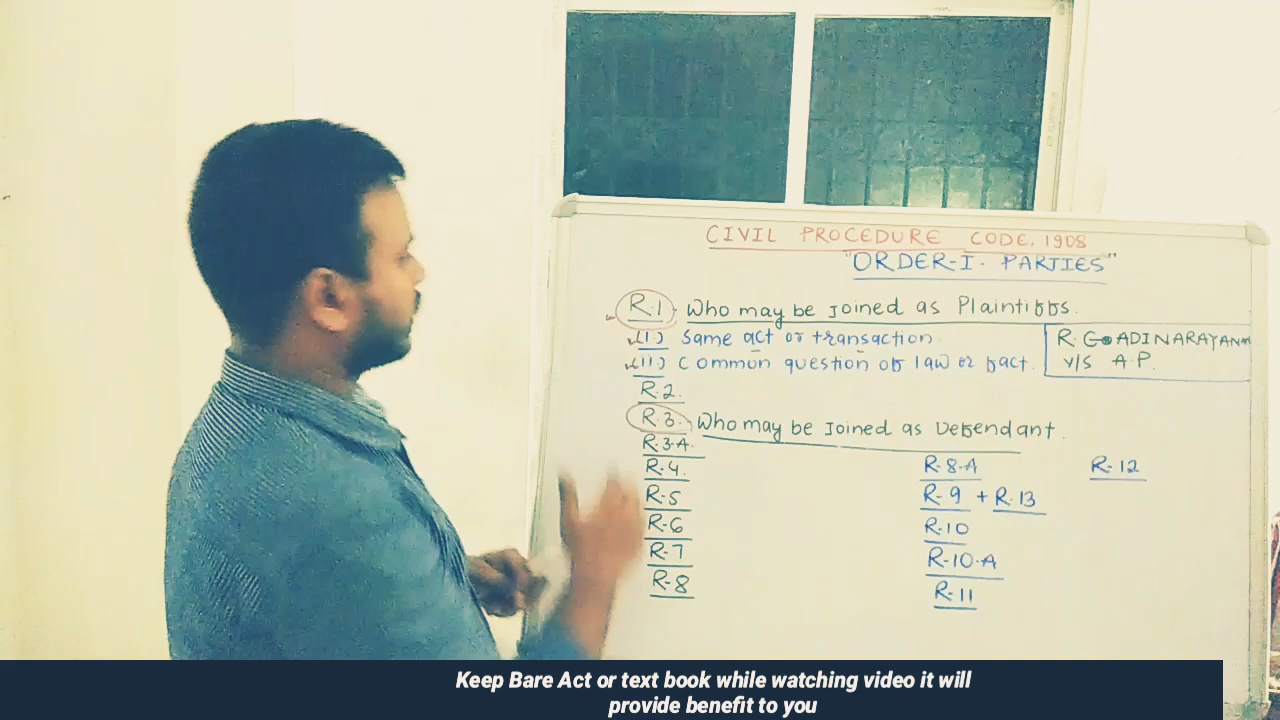 CIVIL PROCEDURE CODE, 1908
"ORDER-I. PARTIES"
R.1. Who may be Joined as Plaintiffs.
(I) Same act or transaction.
(II) Common question of law or fact.
R. GOADINARAYANA
V/S A.P.
R.2.
R.3. Who may be Joined as Defendant.
R.3.A.
R-4.
R-5
R-6
R-7
R-8
R-8-A
R-9 + R.13
R-10
R-10-A
R-11
R-12
Keep Bare Act or text book while watching video it will
provide benefit to you